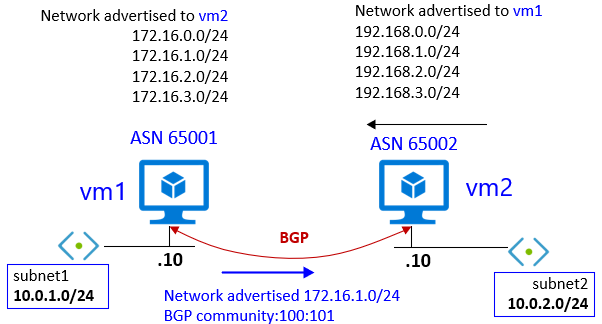 Network advertised to vm2
172.16.0.0/24
172.16.1.0/24
172.16.2.0/24
172.16.3.0/24
Network advertised to vm1
192.168.0.0/24
192.168.1.0/24
192.168.2.0/24
192.168.3.0/24
ASN 65001
ASN 65002
vm1
vm2
BGP
.10
.10
subnet1
10.0.1.0/24
subnet2
10.0.2.0/24
Network advertised 172.16.1.0/24
BGP community:100:101